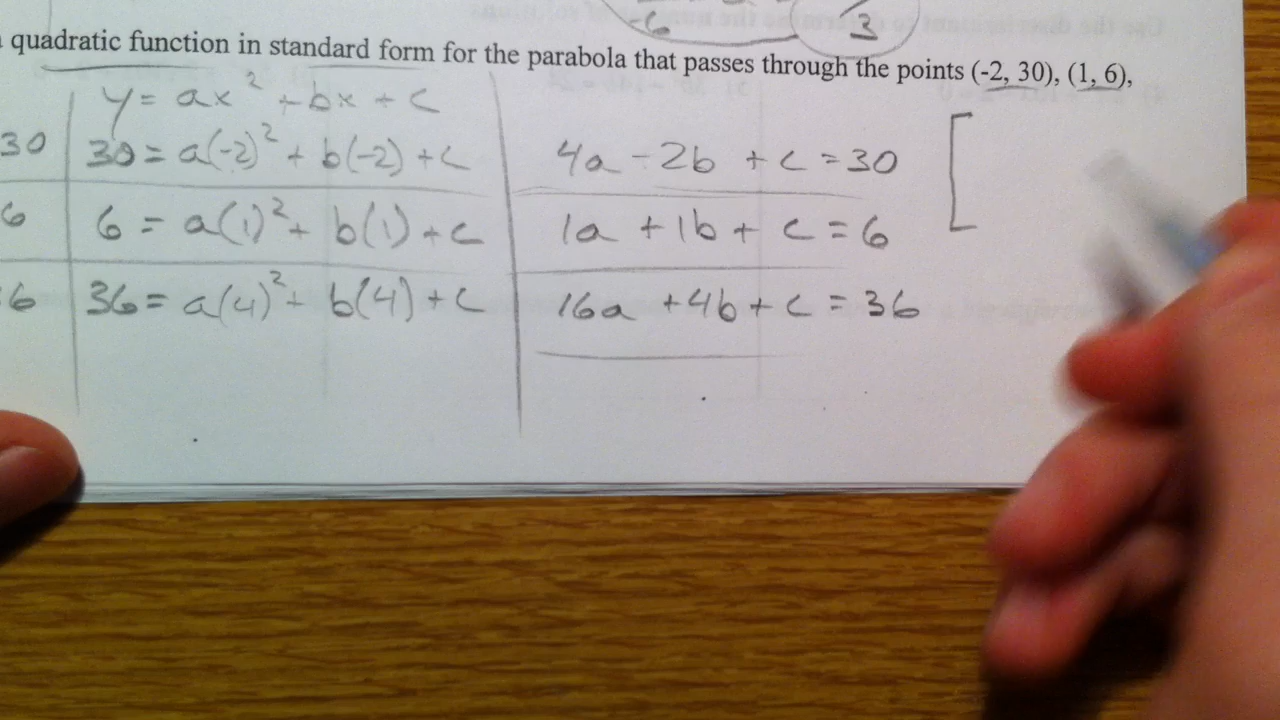 -6 3
quadratic function in standard form for the parabola that passes through the points (-2, 30), (1, 6),
y = ax² + bx + c
30 30 = a(-2)² + b(-2) + c 4a - 2b + c = 30 [
6 6 = a(1)² + b(1) + c 1a + 1b + c = 6
6 36 = a(4)² + b(4) + c 16a + 4b + c = 36